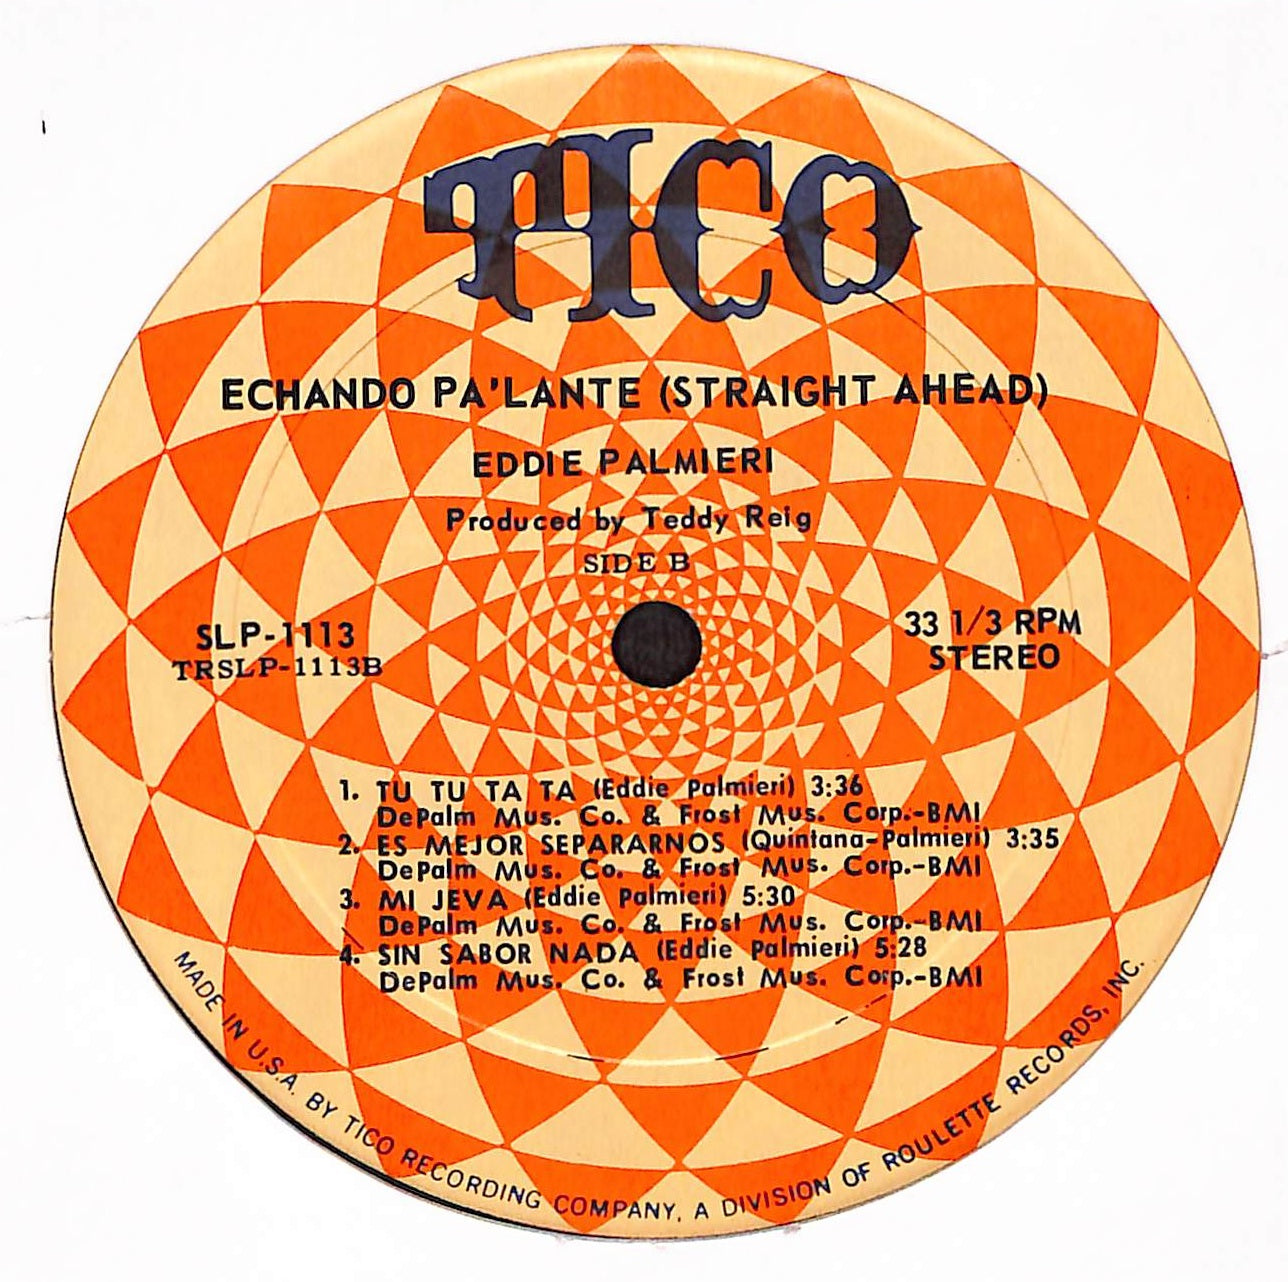 TICO
ECHANDO PA'LANTE (STRAIGHT AHEAD)
EDDIE PALMIERI
Produced by Teddy Reig
SIDE B
SLP-1113
TRSLP-1113B
33 1/3 RPM
STEREO
1. TU TU TA TA (Eddie Palmieri) 3:36
DePalm Mus. Co. & Frost Mus. Corp.-BMI
2. ES MEJOR SEPARARNOS (Quintana-Palmieri) 3:35
DePalm Mus. Co. & Frost Mus. Corp.-BMI
3. MI JEVA (Eddie Palmieri) 5:30
DePalm Mus. Co. & Frost Mus. Corp.-BMI
4. SIN SABOR NADA (Eddie Palmieri) 5:28
DePalm Mus. Co. & Frost Mus. Corp.-BMI
MADE IN U.S.A. BY TICO RECORDING COMPANY, A DIVISION OF ROULETTE RECORDS, INC.